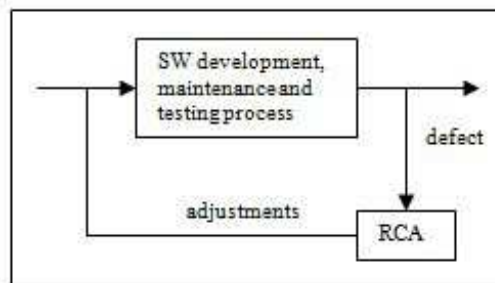 SW development,
maintenance and
testing process
defect
adjustments
RCA